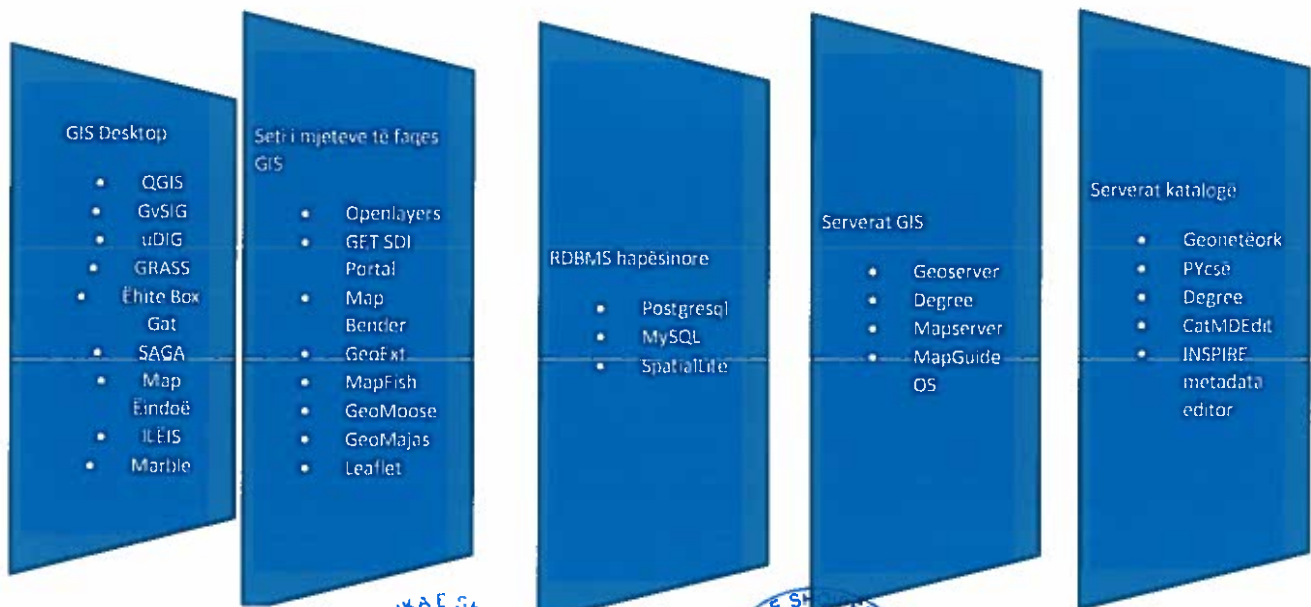 GIS Desktop
• QGIS
• GvSIG
• uDIG
• GRASS
• Ëhite Box
Gat
• SAGA
• Map
Ëindoë
• ILËIS
• Marble
Seti i mjeteve të faqes
GIS
• Openlayers
• GET SDI
Portal
• Map
Bender
• GeoExt
• MapFish
• GeoMoose
• GeoMajas
• Leaflet
RDBMS hapësinore
• Postgresql
• MySQL
• SpatialLite
Serverat GIS
• Geoserver
• Degree
• Mapserver
• MapGuide
OS
Serverat katalogë
• Geonetëork
• PYcsë
• Degree
• CatMDEdit
• INSPIRE
metadata
editor